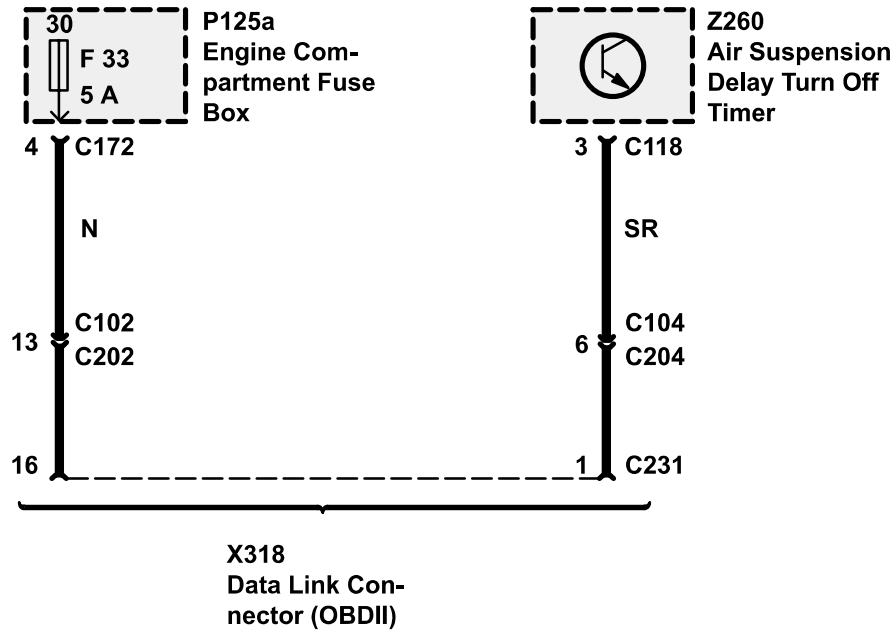 30
F 33
5 A
P125a
Engine Com-
partment Fuse
Box
Z260
Air Suspension
Delay Turn Off
Timer
4 C172
3 C118
N
SR
C102
13
C202
C104
6
C204
16
1 C231
X318
Data Link Con-
nector (OBDII)